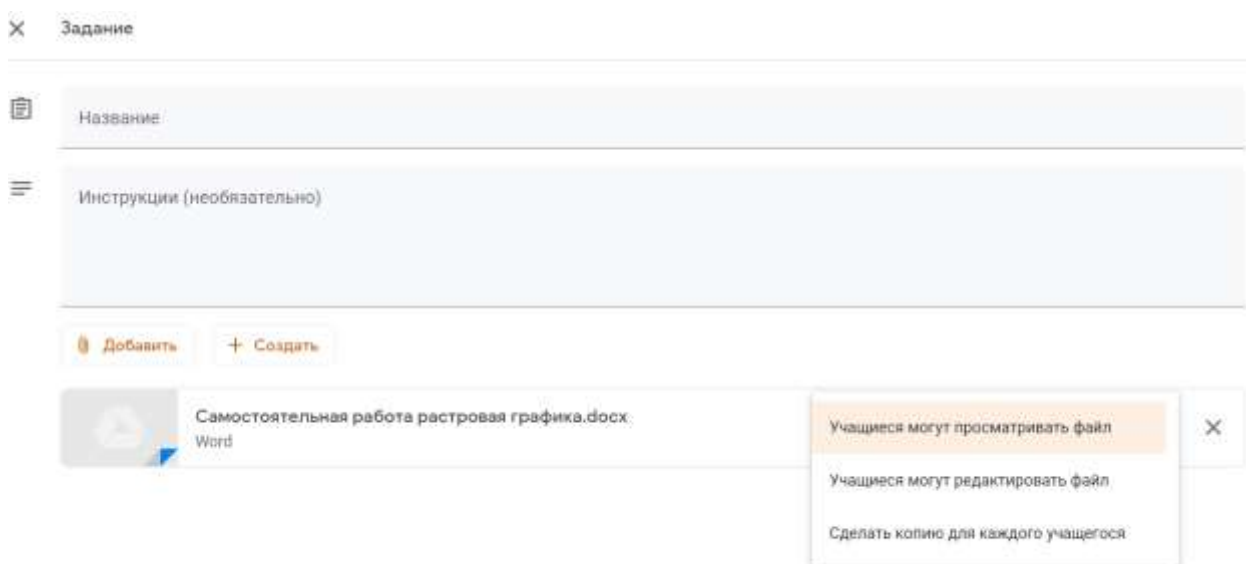 Задание
Название
Инструкции (необязательно)
Добавить
+ Создать
Самостоятельная работа растровая графика.docx
Word
Учащиеся могут просматривать файл
Учащиеся могут редактировать файл
Сделать копию для каждого учащегося